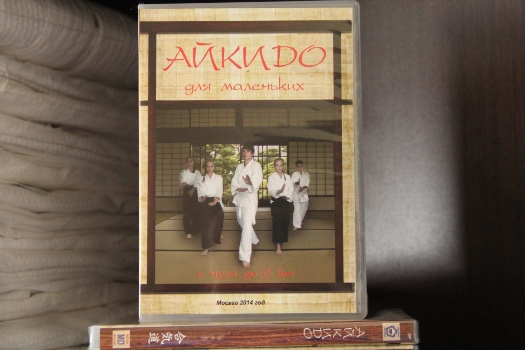 АЙКИДО
для маленьких
Москва 2014 год
合気道
АЙКИДО